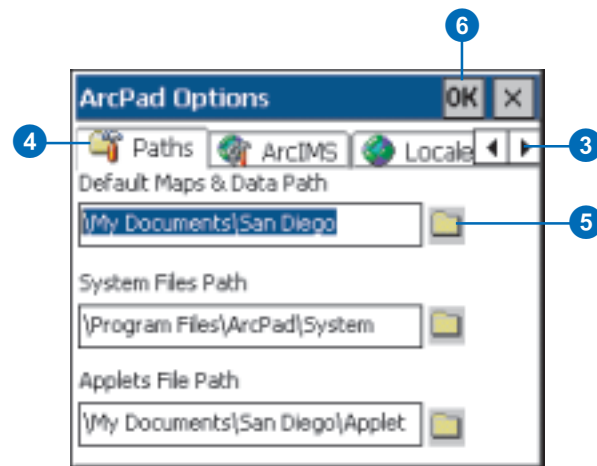 6
ArcPad Options OK
4 Paths ArcIMS Locale 3
Default Maps & Data Path
\My Documents\San Diego 5
System Files Path
\Program Files\ArcPad\System
Applets File Path
\My Documents\San Diego\Applet